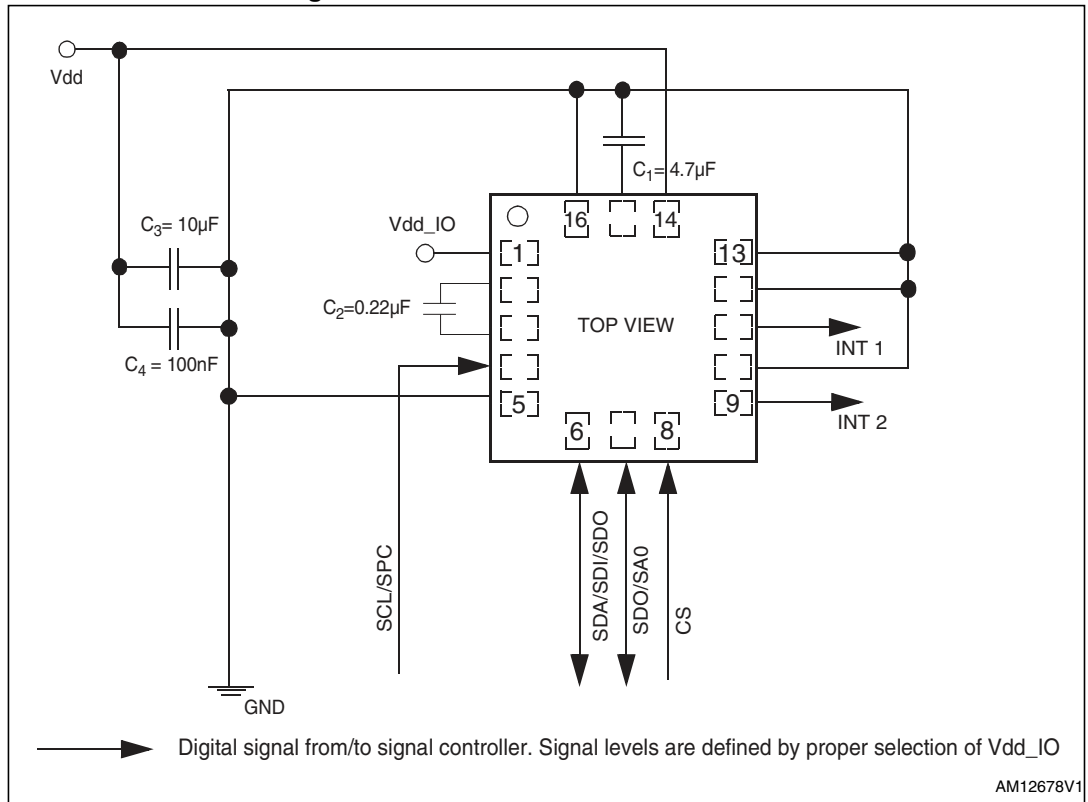 Vdd
C1= 4.7µF
C3= 10µF
Vdd_IO
16
14
1
13
C2=0.22µF
TOP VIEW
INT 1
C4 = 100nF
5
9
INT 2
6
8
SCL/SPC
SDA/SDI/SDO
SDO/SA0
CS
GND
Digital signal from/to signal controller. Signal levels are defined by proper selection of Vdd_IO
AM12678V1